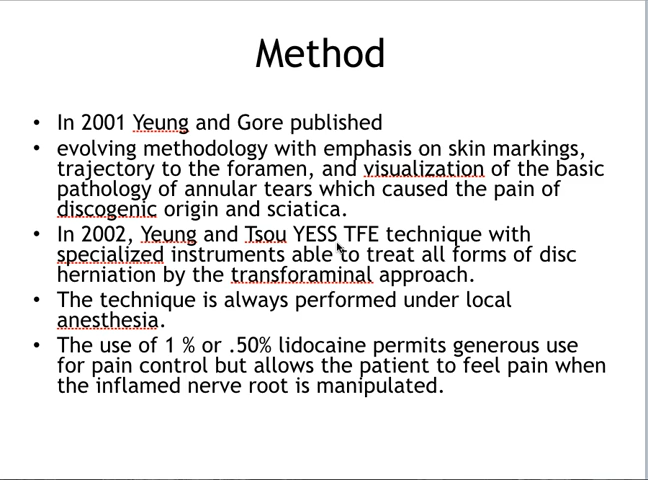 Method
• In 2001 Yeung and Gore published
• evolving methodology with emphasis on skin markings,
trajectory to the foramen, and visualization of the basic
pathology of annular tears which caused the pain of
discogenic origin and sciatica.
• In 2002, Yeung and Tsou YESS TFE technique with
specialized instruments able to treat all forms of disc
herniation by the transforaminal approach.
• The technique is always performed under local
anesthesia.
• The use of 1 % or .50% lidocaine permits generous use
for pain control but allows the patient to feel pain when
the inflamed nerve root is manipulated.